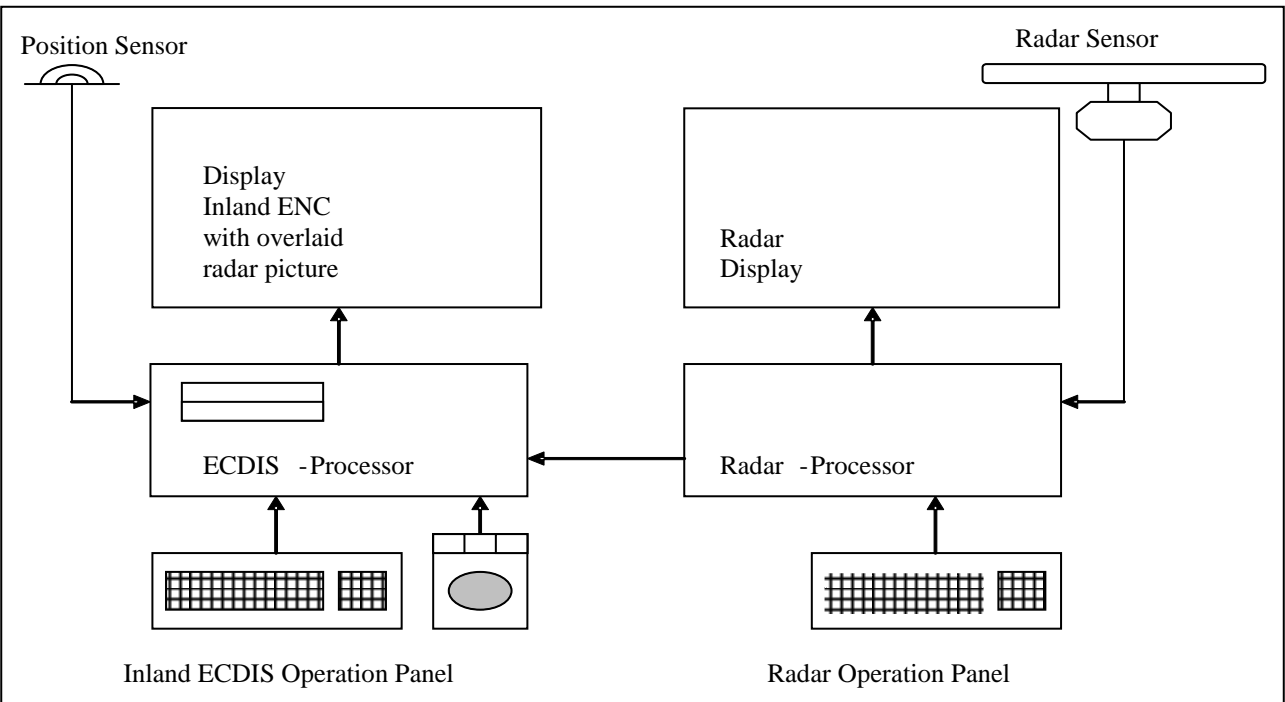 Position Sensor
Radar Sensor
Display
Inland ENC
with overlaid
radar picture
Radar
Display
ECDIS -Processor
Radar -Processor
Inland ECDIS Operation Panel
Radar Operation Panel